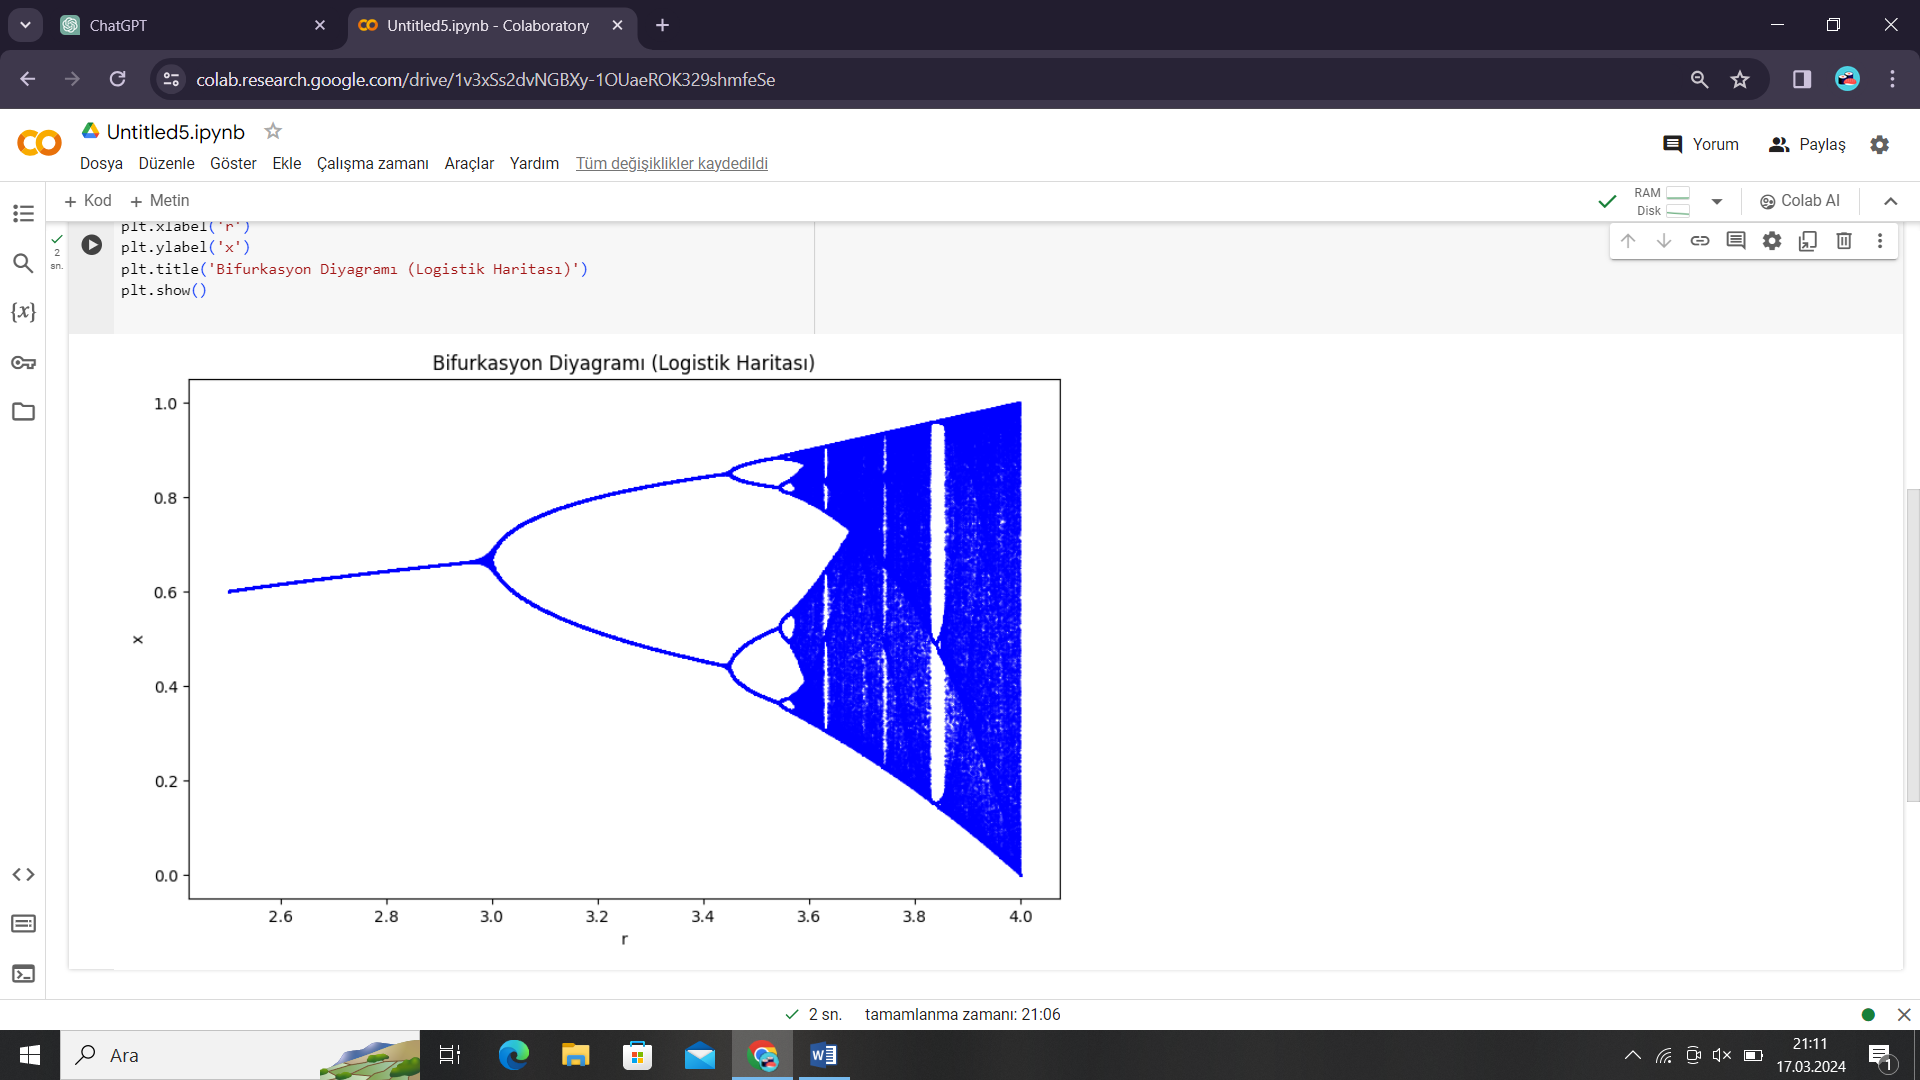 ChatGPT
Untitled5.ipynb - Colaboratory
colab.research.google.com/drive/1v3xSs2dvNGBXy-1OUaeROK329shmfeSe
Untitled5.ipynb
Yorum
Paylaş
Dosya Düzenle Göster Ekle Çalışma zamanı Araçlar Yardım Tüm değişiklikler kaydedildi
+ Kod + Metin
RAM
Disk
Colab AI
plt.xlabel('r')
plt.ylabel('x')
plt.title('Bifurkasyon Diyagramı (Logistik Haritası)')
plt.show()
2
sn.
{x}
Bifurkasyon Diyagramı (Logistik Haritası)
1.0
0.8
0.6
x
0.4
0.2
0.0
2.6 2.8 3.0 3.2 3.4 3.6 3.8 4.0
r
2 sn. tamamlanma zamanı: 21:06
Ara
W
21:11
17.03.2024
1